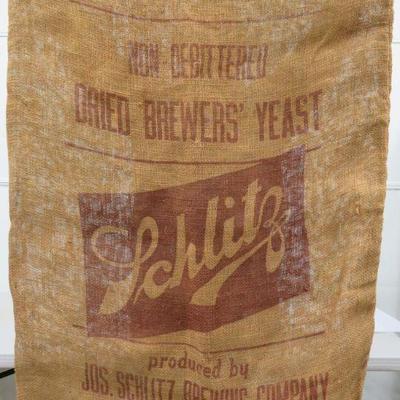 NON-DEBITTERED
DRIED BREWERS' YEAST
Schlitz
produced by
JOS. SCHLITZ BREWING COMPANY